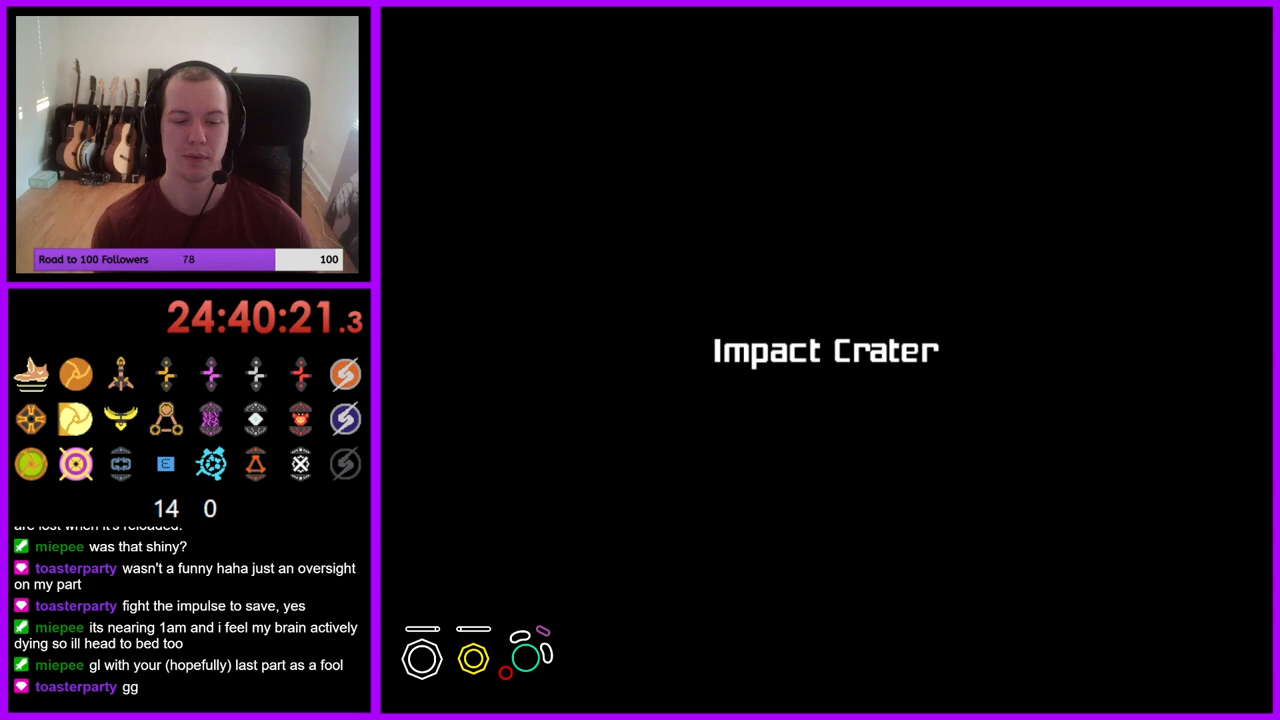 Road to 100 Followers 78 100
24:40:21.3
14 0
are lost when it's reloaded.
miepee was that shiny?
toasterparty wasn't a funny haha just an oversight
on my part
toasterparty fight the impulse to save, yes
miepee its nearing 1am and i feel my brain actively
dying so ill head to bed too
miepee gl with your (hopefully) last part as a fool
toasterparty gg
Impact Crater